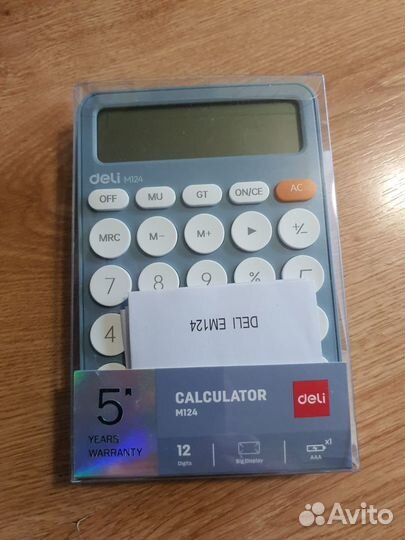 deli M124
OFF MU GT ON/CE AC
MRC M− M+ ▶ +/−
7 8 9 %
4
DELI EM124
5
YEARS
WARRANTY
CALCULATOR
M124
deli
12
Digits
Big Display
x1
AAA
Avito